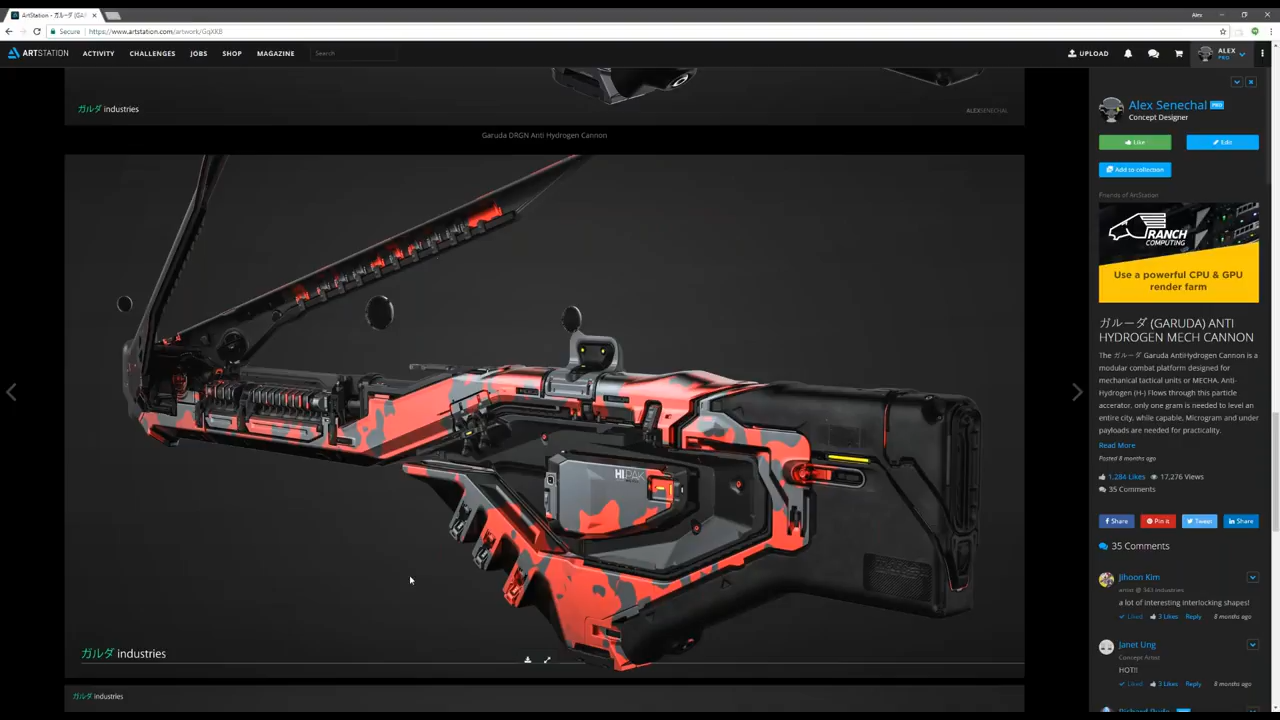 ArtStation - ガルーダ (GA
Alex
Secure
https://www.artstation.com/artwork/GqXKB
ARTSTATION
ACTIVITY
CHALLENGES
JOBS
SHOP
MAGAZINE
Search
UPLOAD
ALEX
PRO
ガルダ industries
ALEXSENECHAL
Garuda DRGN Anti Hydrogen Cannon
HI PAK
ガルダ industries
ガルダ industries
Alex Senechal PRO
Concept Designer
Like
Edit
Add to collection
Friends of ArtStation
RANCH
COMPUTING
Use a powerful CPU & GPU
render farm
ガルーダ (GARUDA) ANTI
HYDROGEN MECH CANNON
The ガルーダ Garuda AntiHydrogen Cannon is a
modular combat platform designed for
mechanical tactical units or MECHA. Anti-
Hydrogen (H-) Flows through this particle
accerator, only one gram is needed to level an
entire city, while capable, Microgram and under
payloads are needed for practicality.
Read More
Posted 8 months ago
1,284 Likes
17,276 Views
35 Comments
Share
Pin it
Tweet
Share
35 Comments
Jihoon Kim
artist @ 343 industries
a lot of interesting interlocking shapes!
Liked
3 Likes
Reply
8 months ago
Janet Ung
Concept Artist
HOT!!
Liked
3 Likes
Reply
8 months ago